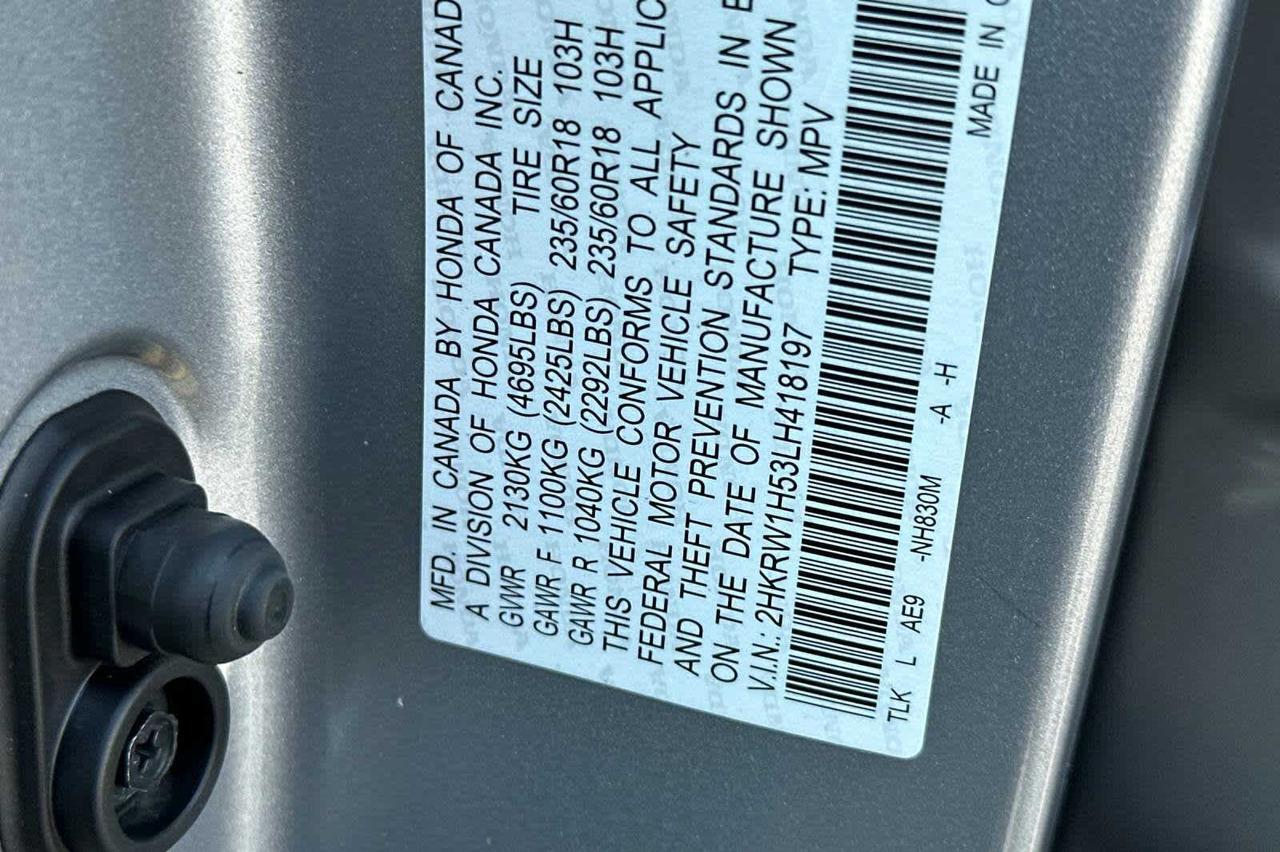 MFD. IN CANADA BY HONDA OF CANAD
A DIVISION OF HONDA CANADA INC.
GVWR 2130KG (4695LBS) TIRE SIZE
GAWR F 1100KG (2425LBS) 235/60R18 103H
GAWR R 1040KG (2292LBS) 235/60R18 103H
THIS VEHICLE CONFORMS TO ALL APPLIC
FEDERAL MOTOR VEHICLE SAFETY
AND THEFT PREVENTION STANDARDS IN E
ON THE DATE OF MANUFACTURE SHOWN
V.I.N.: 2HKRW1H53LH418197 TYPE: MPV
TLK L AE9 -NH830M -A -H MADE IN C